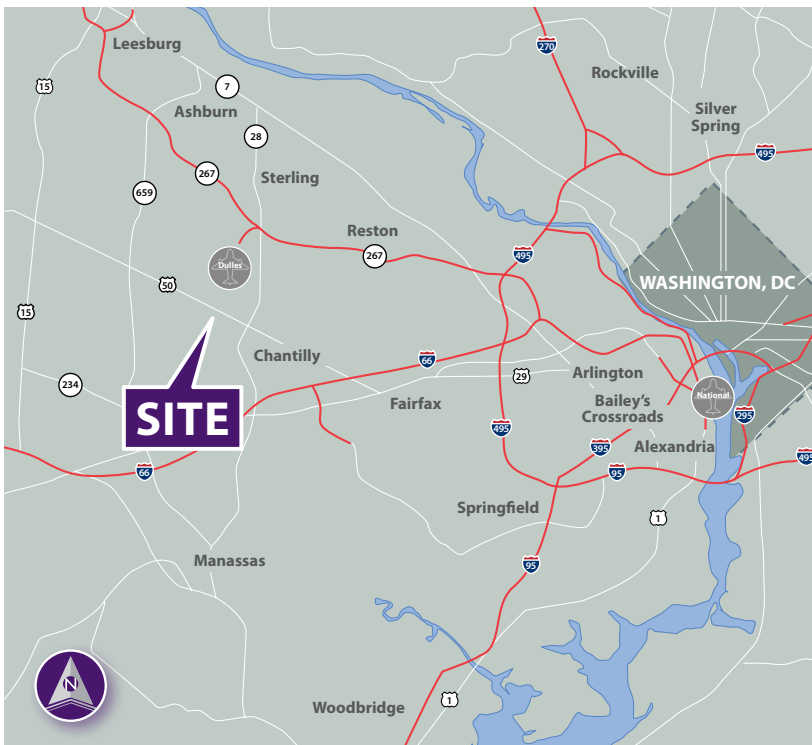 Leesburg
270
Rockville
15
7
Ashburn
Silver
Spring
28
495
267
Sterling
659
Reston
267
495
Dulles
WASHINGTON, DC
50
15
Chantilly
66
29
Arlington
234
National
SITE
Fairfax
Bailey's
Crossroads
295
495
395
Alexandria
66
95
495
Springfield
1
Manassas
95
N
Woodbridge
1